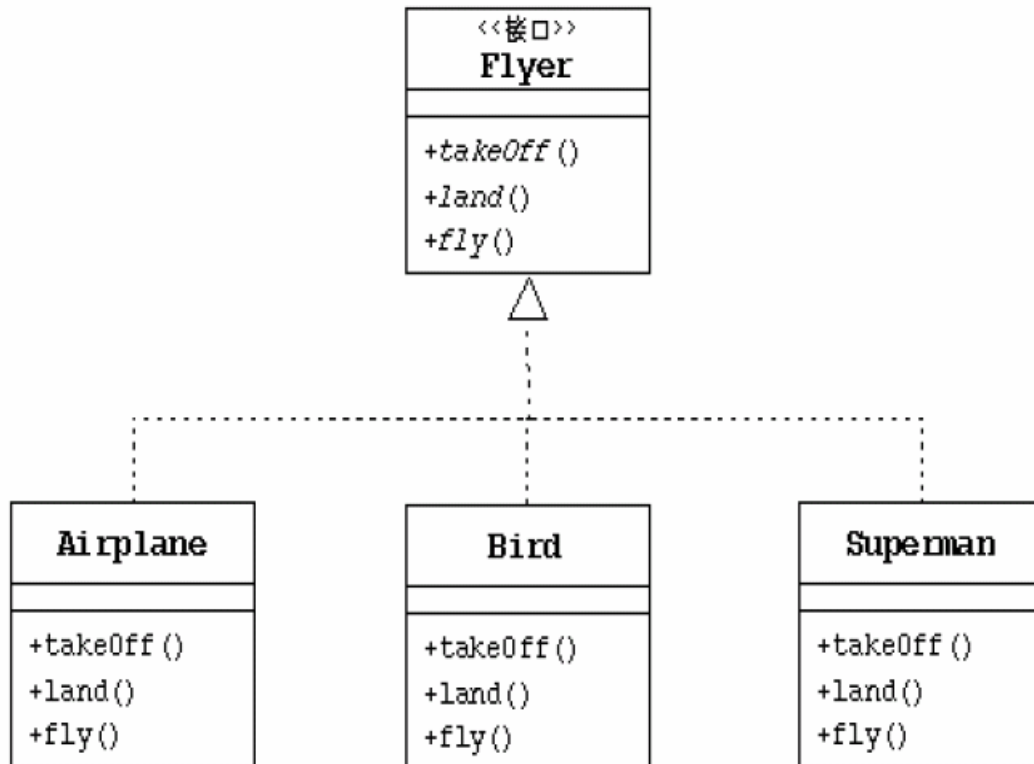 <<接口>>
Flyer
+takeOff()
+land()
+fly()
Airplane
+takeOff()
+land()
+fly()
Bird
+takeOff()
+land()
+fly()
Superman
+takeOff()
+land()
+fly()